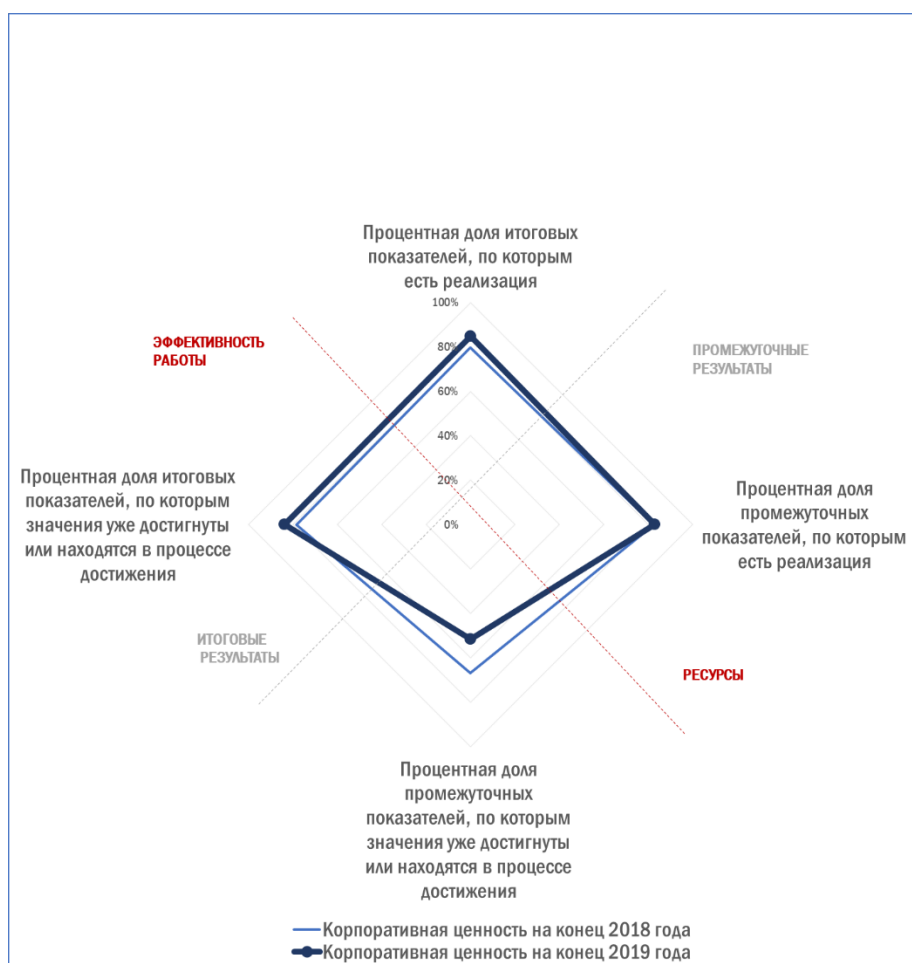 Процентная доля итоговых
показателей, по которым
есть реализация
100%
ЭФФЕКТИВНОСТЬ
РАБОТЫ
ПРОМЕЖУТОЧНЫЕ
РЕЗУЛЬТАТЫ
80%
60%
40%
20%
0%
Процентная доля итоговых
показателей, по которым
значения уже достигнуты
или находятся в процессе
достижения
Процентная доля
промежуточных
показателей, по которым
есть реализация
ИТОГОВЫЕ
РЕЗУЛЬТАТЫ
РЕСУРСЫ
Процентная доля
промежуточных
показателей, по которым
значения уже достигнуты
или находятся в процессе
достижения
Корпоративная ценность на конец 2018 года
Корпоративная ценность на конец 2019 года